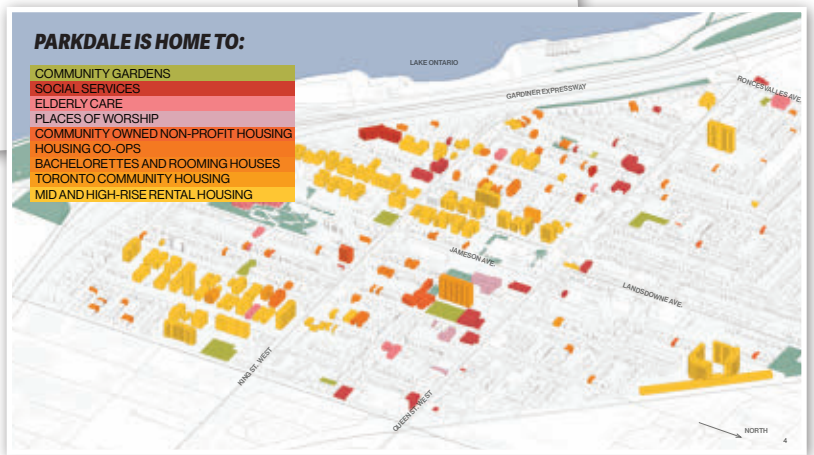 PARKDALE IS HOME TO:
COMMUNITY GARDENS
SOCIAL SERVICES
ELDERLY CARE
PLACES OF WORSHIP
COMMUNITY OWNED NON-PROFIT HOUSING
HOUSING CO-OPS
BACHELORETTES AND ROOMING HOUSES
TORONTO COMMUNITY HOUSING
MID AND HIGH-RISE RENTAL HOUSING
LAKE ONTARIO
GARDINER EXPRESSWAY
RONCESVALLES AVE.
JAMESON AVE.
LANDSDOWNE AVE.
KING ST. WEST
QUEEN ST. WEST
NORTH
4